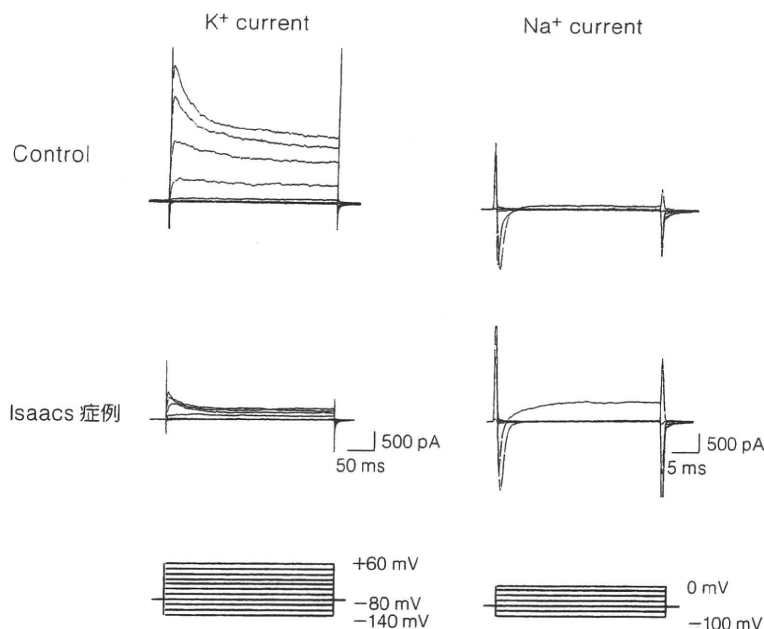 K+ current
Na+ current
Control
Isaacs 症例
500 pA
50 ms
500 pA
5 ms
+60 mV
−80 mV
−140 mV
0 mV
−100 mV